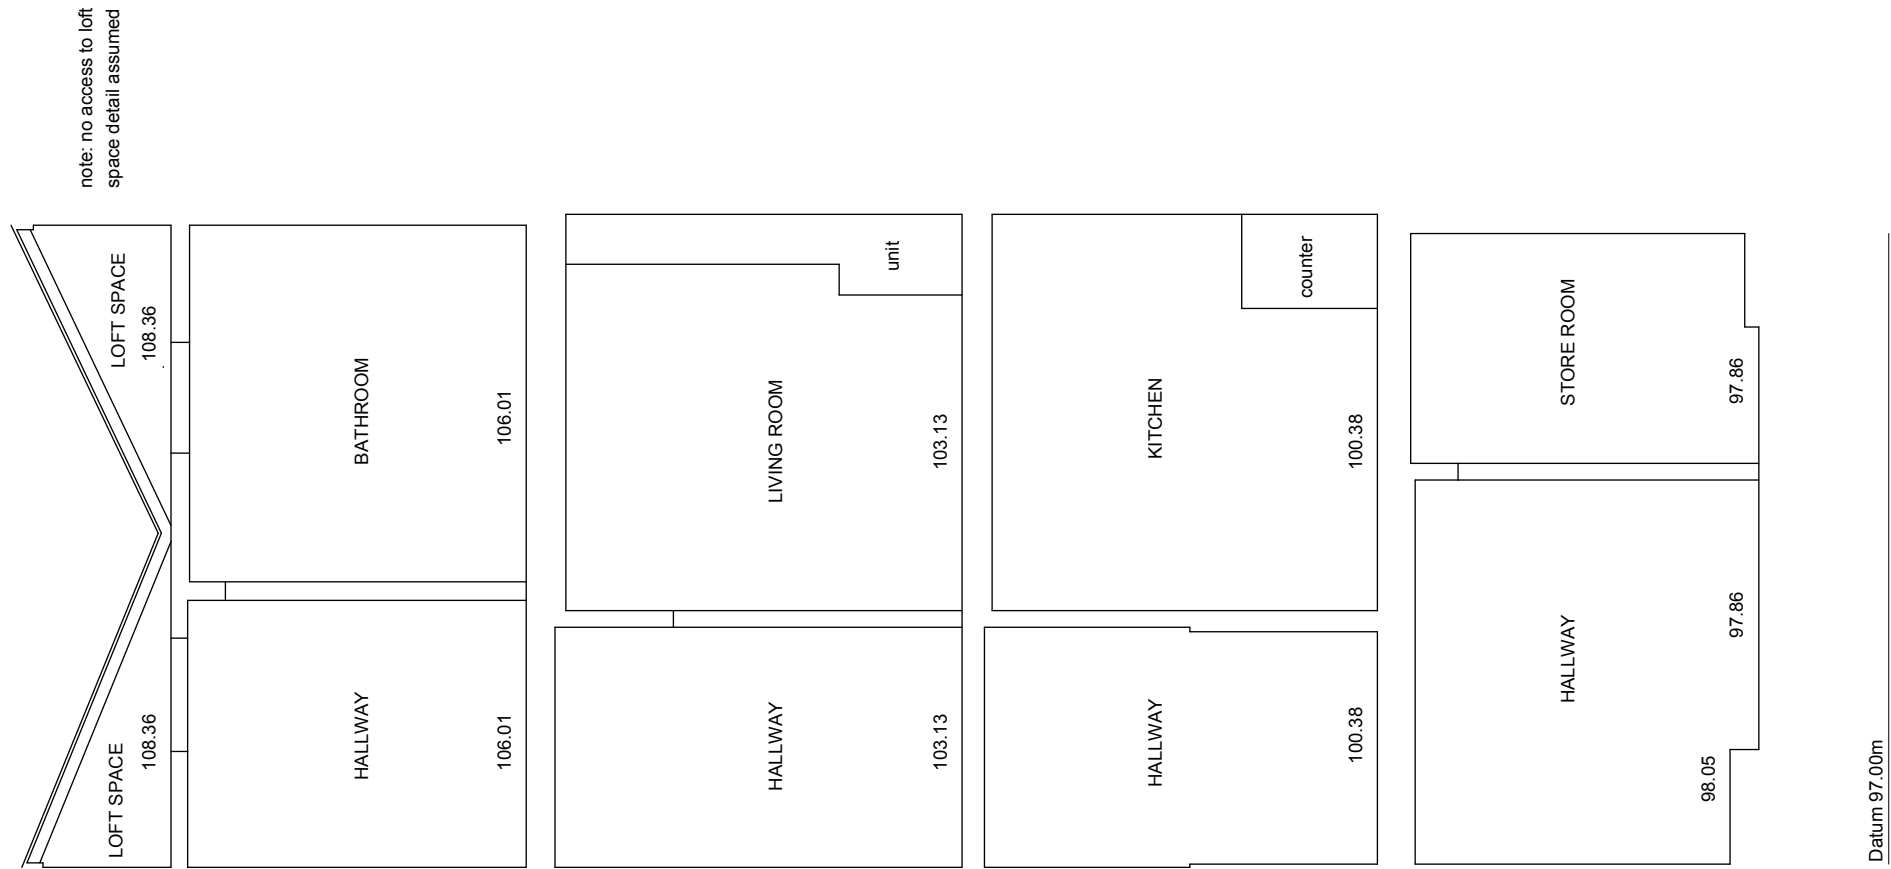 note: no access to loft
space detail assumed
LOFT SPACE
108.36
LOFT SPACE
108.36
HALLWAY
106.01
BATHROOM
106.01
HALLWAY
103.13
LIVING ROOM
103.13
unit
HALLWAY
100.38
KITCHEN
100.38
counter
HALLWAY
98.05
97.86
STORE ROOM
97.86
Datum 97.00m